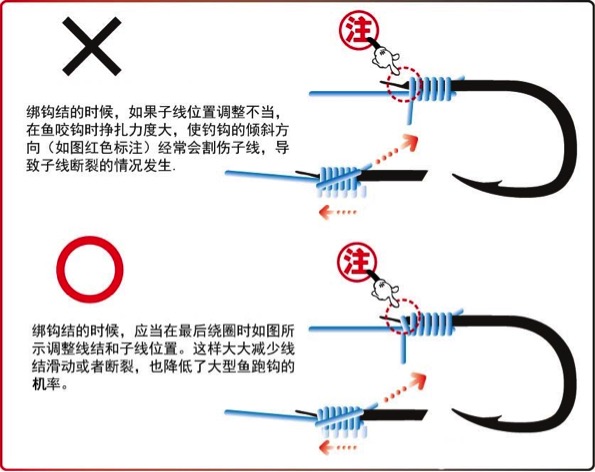 注
绑钩结的时候，如果子线位置调整不当，
在鱼咬钩时挣扎力度大，使钓钩的倾斜方
向（如图红色标注）经常会割伤子线，导
致子线断裂的情况发生.
注
绑钩结的时候，应当在最后绕圈时如图所
示调整线结和子线位置。这样大大减少线
结滑动或者断裂，也降低了大型鱼跑钩的
机率。